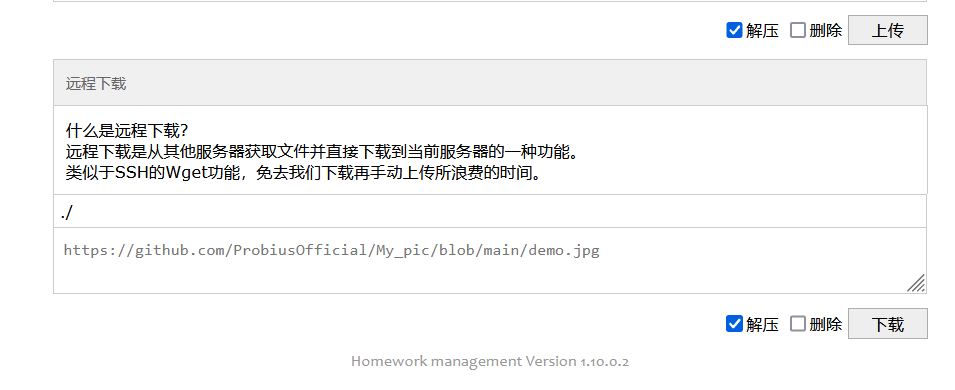 解压 删除 上传
远程下载
什么是远程下载?
远程下载是从其他服务器获取文件并直接下载到当前服务器的一种功能。
类似于SSH的Wget功能，免去我们下载再手动上传所浪费的时间。
./
https://github.com/ProbiusOfficial/My_pic/blob/main/demo.jpg
解压 删除 下载
Homework management Version 1.10.0.2